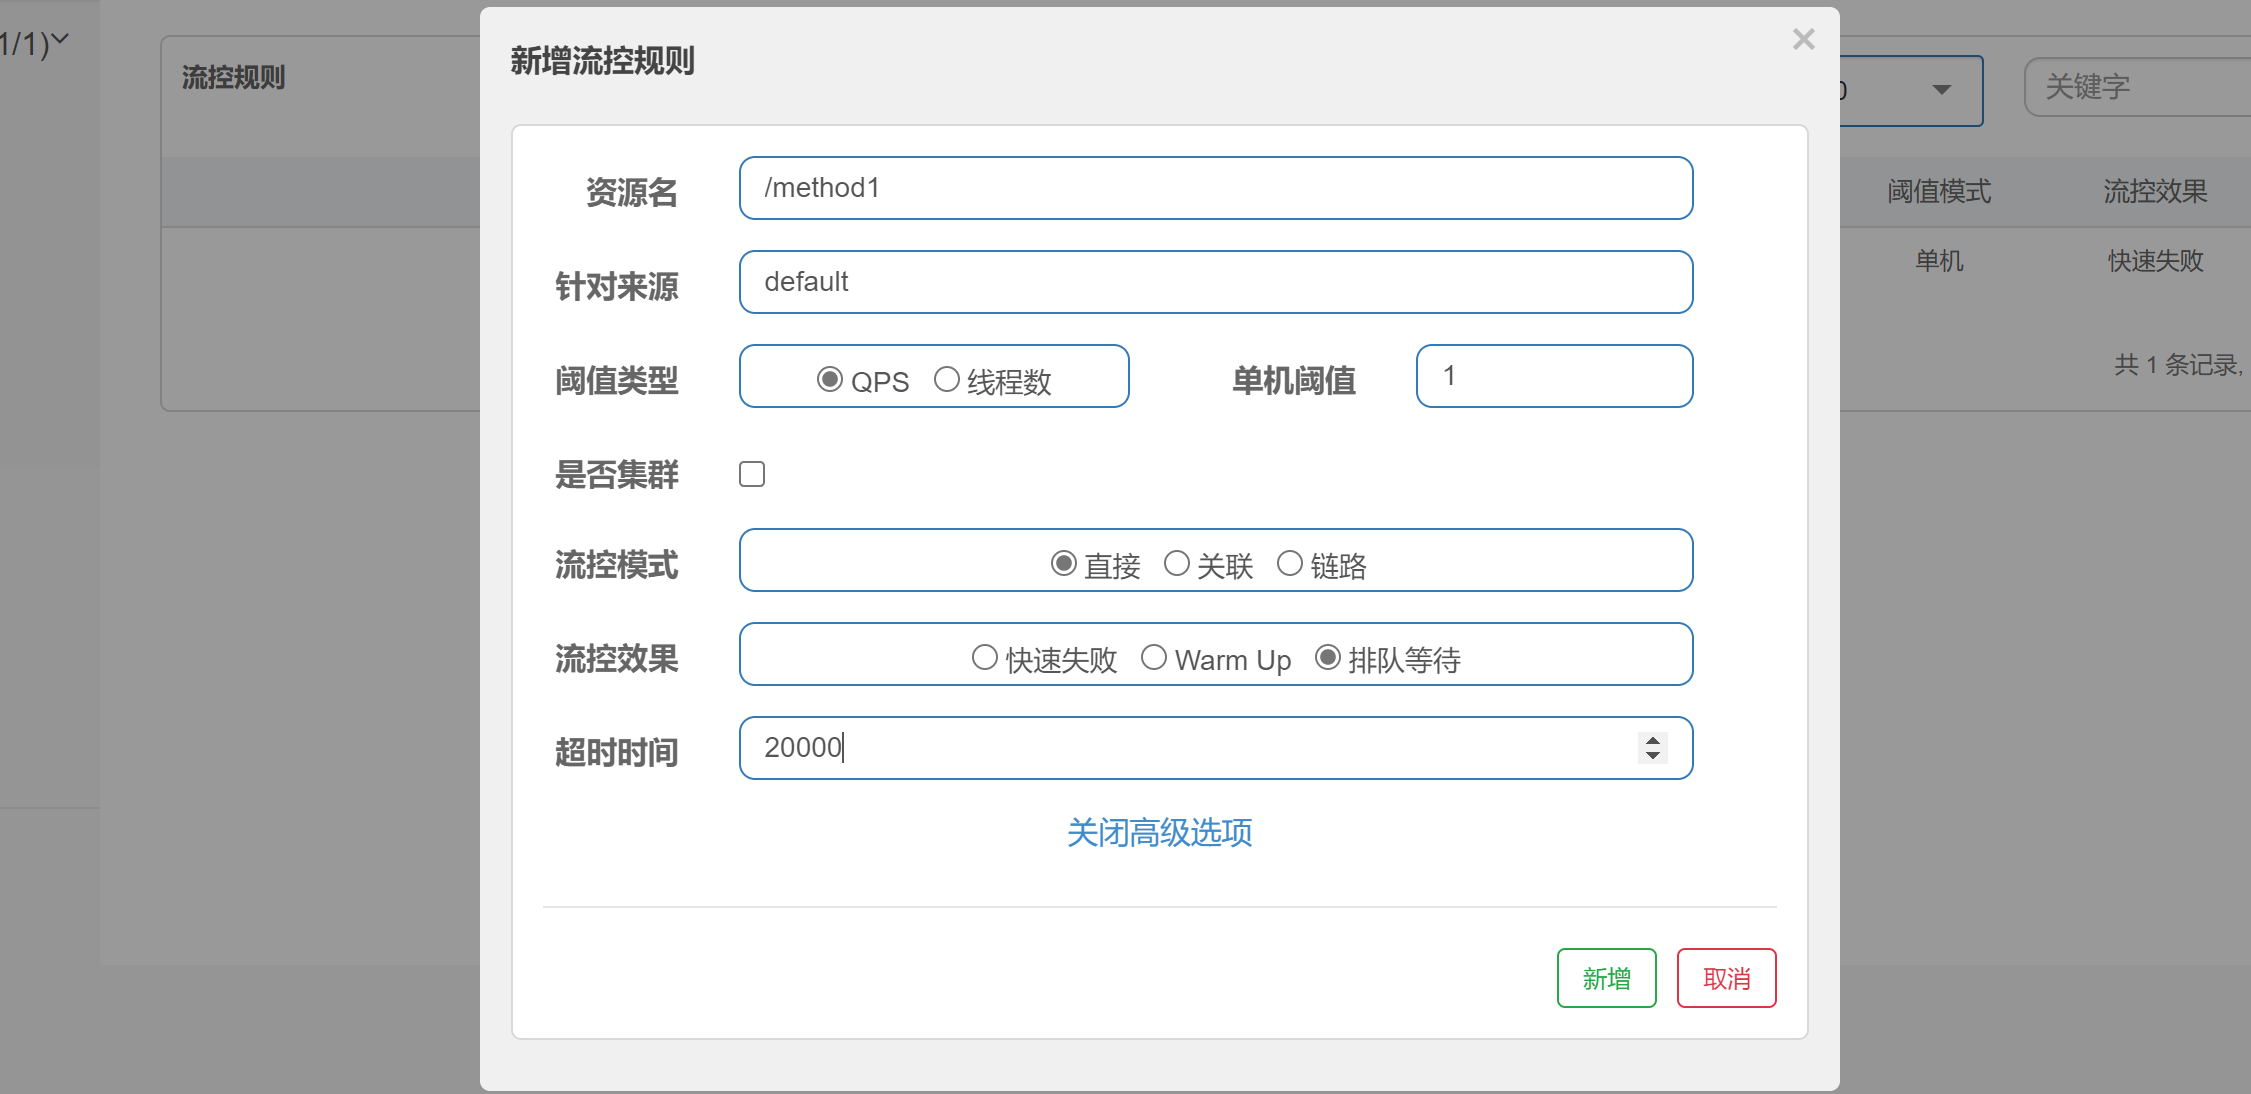 1/1)
流控规则
关键字
阈值模式 流控效果
单机 快速失败
共 1 条记录,
新增流控规则 ×
资源名 /method1
针对来源 default
阈值类型 QPS 线程数 单机阈值 1
是否集群
流控模式 直接 关联 链路
流控效果 快速失败 Warm Up 排队等待
超时时间 20000
关闭高级选项
新增 取消